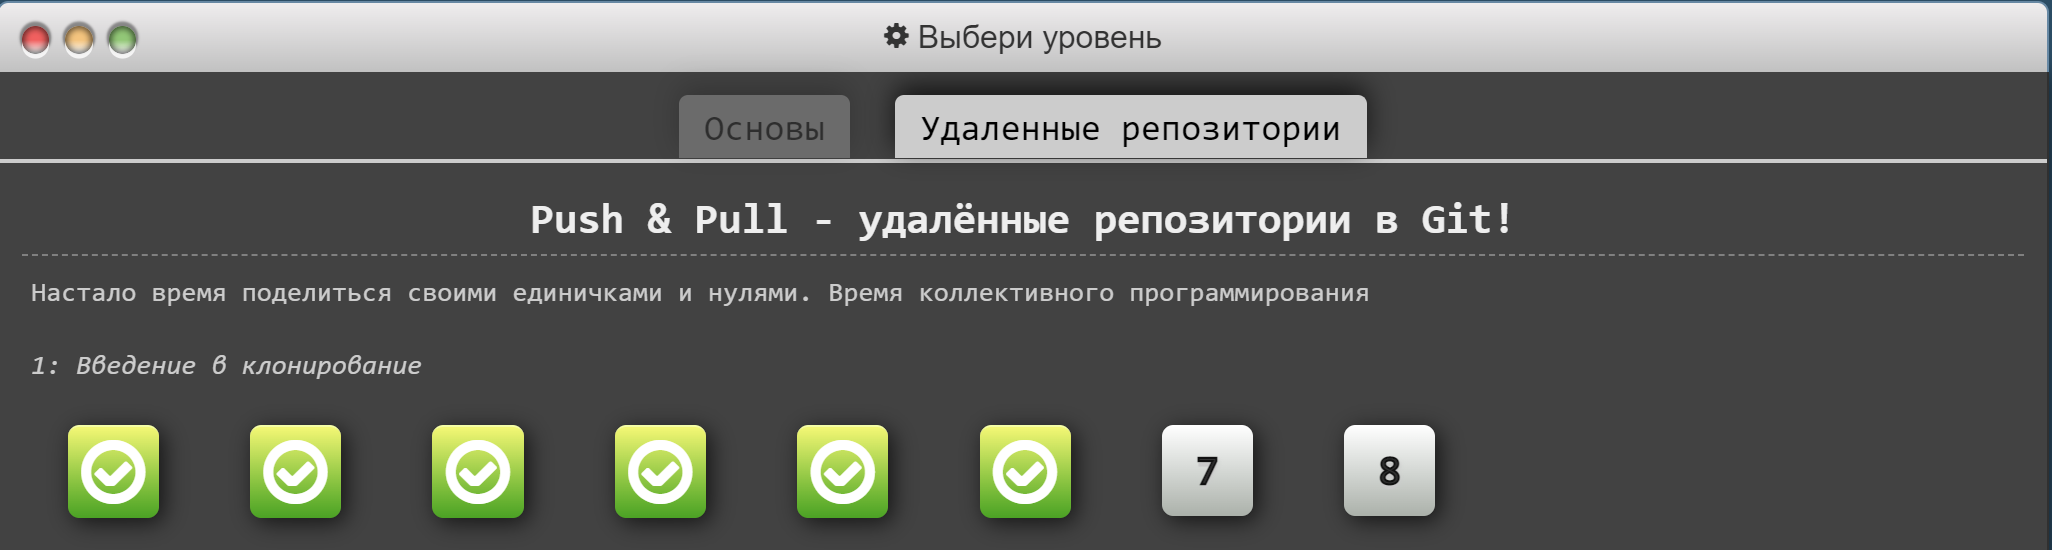 Выбери уровень
Основы
Удаленные репозитории
Push & Pull - удалённые репозитории в Git!
Настало время поделиться своими единичками и нулями. Время коллективного программирования
1: Введение в клонирование
7
8